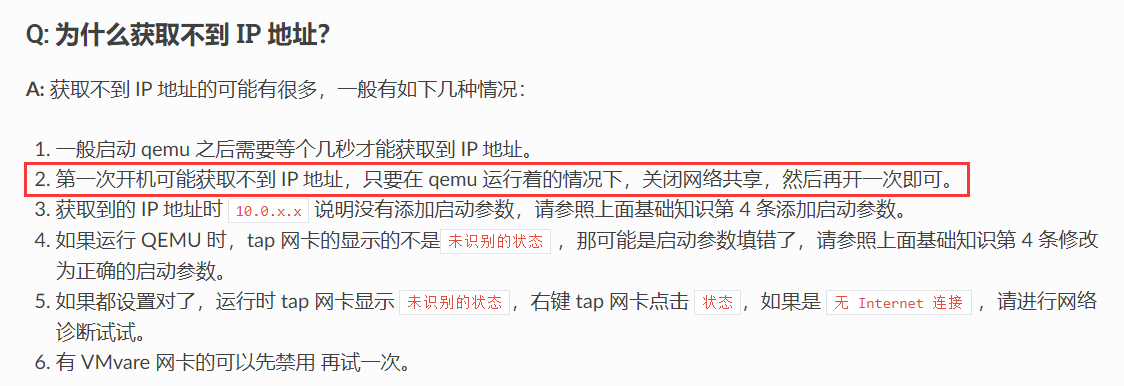 Q: 为什么获取不到 IP 地址？
A: 获取不到 IP 地址的可能有很多，一般有如下几种情况：
1. 一般启动 qemu 之后需要等个几秒才能获取到 IP 地址。
2. 第一次开机可能获取不到 IP 地址，只要在 qemu 运行着的情况下，关闭网络共享，然后再开一次即可。
3. 获取到的 IP 地址时 10.0.x.x 说明没有添加启动参数，请参照上面基础知识第 4 条添加启动参数。
4. 如果运行 QEMU 时，tap 网卡的显示的不是 未识别的状态 ，那可能是启动参数填错了，请参照上面基础知识第 4 条修改
为正确的启动参数。
5. 如果都设置对了，运行时 tap 网卡显示 未识别的状态 ，右键 tap 网卡点击 状态 ，如果是 无 Internet 连接 ，请进行网络
诊断试试。
6. 有 VMvare 网卡的可以先禁用 再试一次。